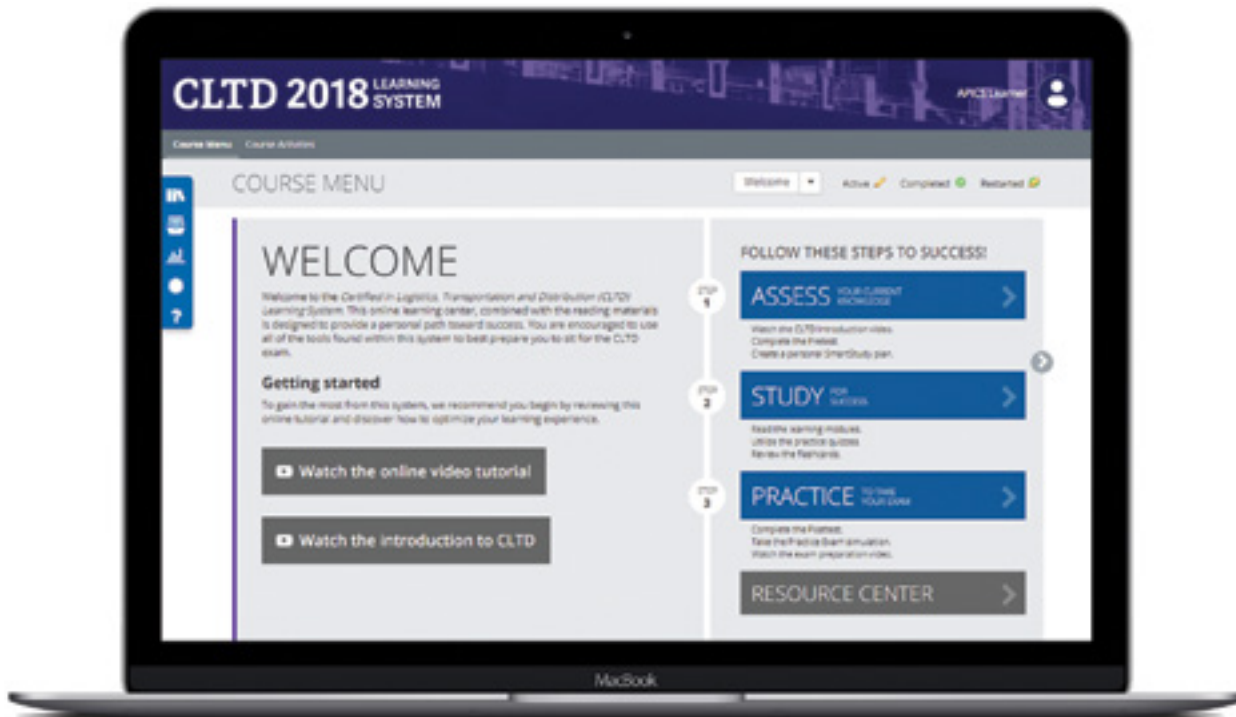 CLTD 2018 LEARNING SYSTEM
APICS Learner
Course Menu Course Activities
COURSE MENU
Welcome Active Completed Restarted
WELCOME
Welcome to the Certified in Logistics, Transportation and Distribution (CLTD)
Learning System. This online learning center, combined with the reading materials
is designed to provide a personal path toward success. You are encouraged to use
all of the tools found within this system to best prepare you to sit for the CLTD
exam.
Getting started
To gain the most from this system, we recommend you begin by reviewing this
online tutorial and discover how to optimize your learning experience.
Watch the online video tutorial
Watch the introduction to CLTD
FOLLOW THESE STEPS TO SUCCESS!
STEP
1
ASSESS YOUR CURRENT KNOWLEDGE
Watch the CLTD Introduction video.
Complete the Pretest.
Create a personal SmartStudy plan.
STEP
2
STUDY FOR SUCCESS
Read the learning modules.
Utilize the practice quizzes.
Review the flashcards.
STEP
3
PRACTICE TO TAKE YOUR EXAM
Complete the Posttest.
Take the Practice Exam simulation.
Watch the exam preparation video.
RESOURCE CENTER
?
MacBook